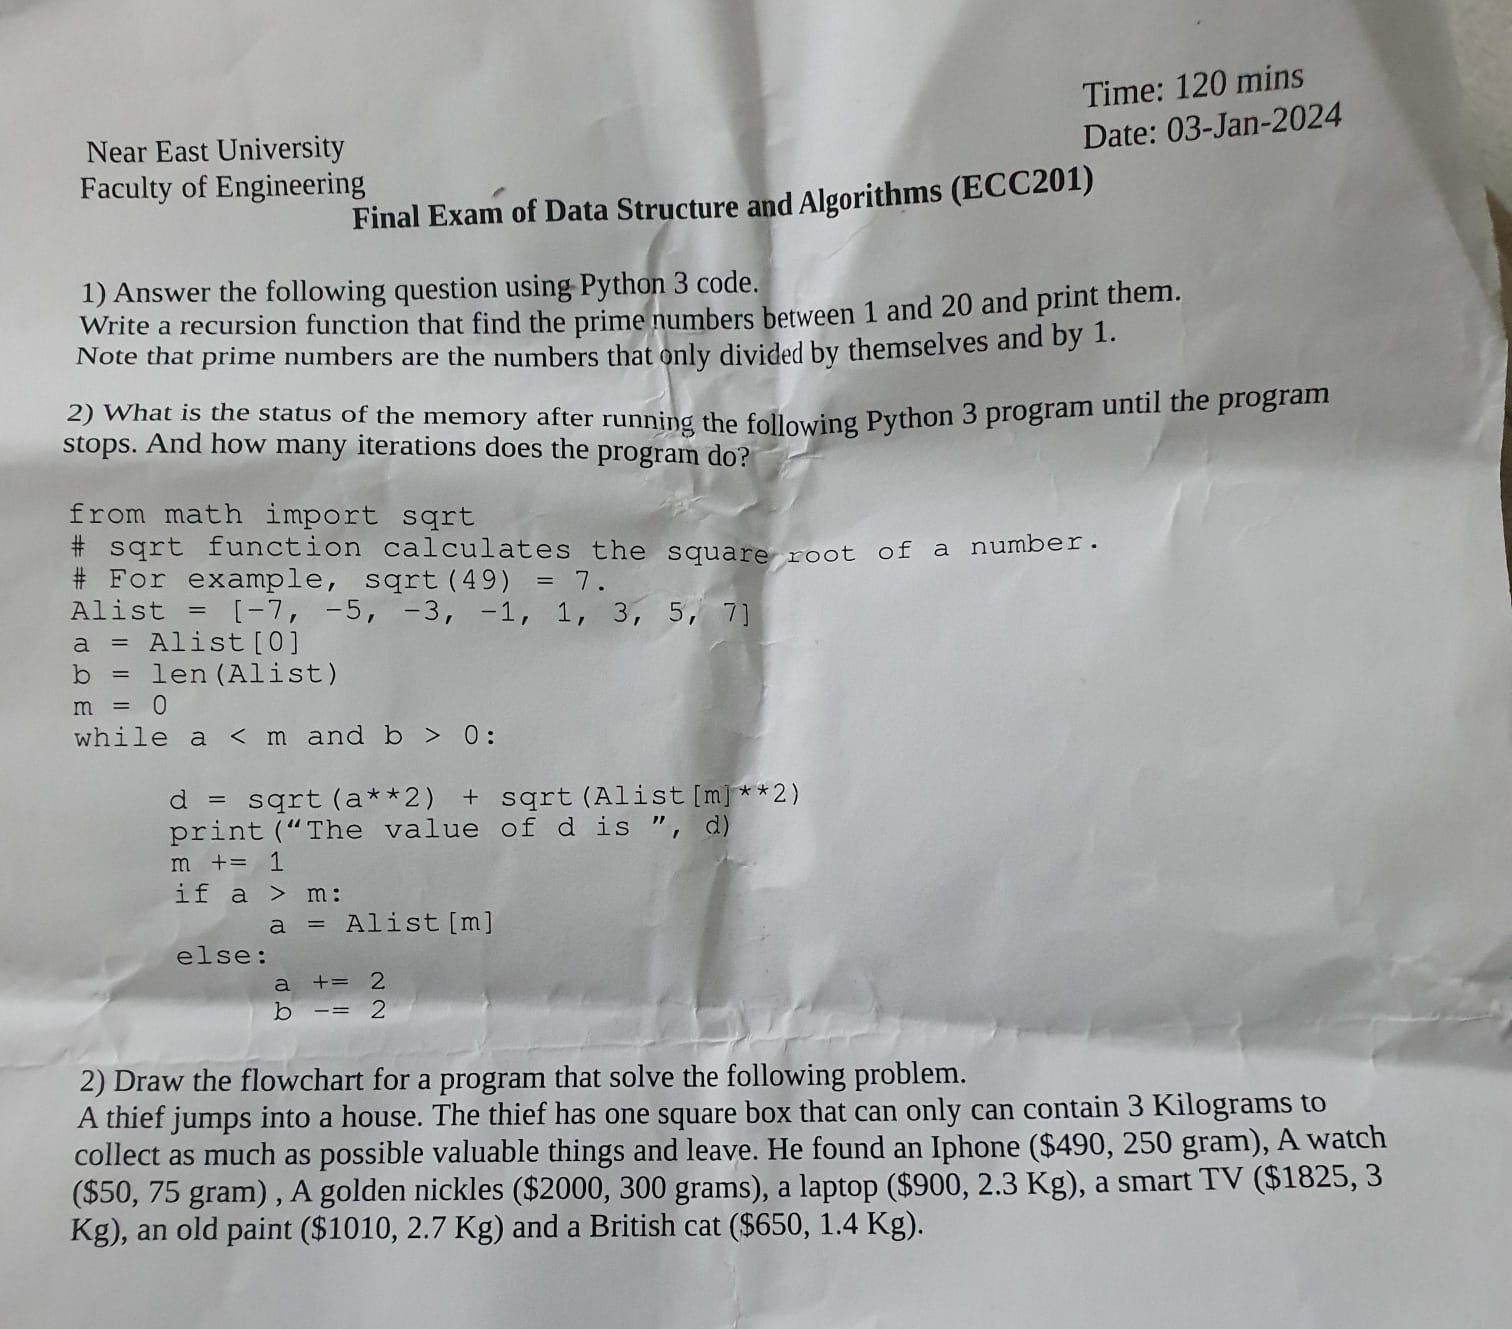 Time: 120 mins
Date: 03-Jan-2024
Near East University
Faculty of Engineering
Final Exam of Data Structure and Algorithms (ECC201)
1) Answer the following question using Python 3 code.
Write a recursion function that find the prime numbers between 1 and 20 and print them.
Note that prime numbers are the numbers that only divided by themselves and by 1.
2) What is the status of the memory after running the following Python 3 program until the program
stops. And how many iterations does the program do?
from math import sqrt
# sqrt function calculates the square root of a number.
# For example, sqrt(49) = 7.
Alist = [-7, -5, -3, -1, 1, 3, 5, 7]
a = Alist[0]
b = len(Alist)
m = 0
while a < m and b > 0:
d = sqrt(a**2) + sqrt(Alist[m]**2)
print(“The value of d is ”, d)
m += 1
if a > m:
a = Alist[m]
else:
a += 2
b -= 2
2) Draw the flowchart for a program that solve the following problem.
A thief jumps into a house. The thief has one square box that can only can contain 3 Kilograms to
collect as much as possible valuable things and leave. He found an Iphone ($490, 250 gram), A watch
($50, 75 gram) , A golden nickles ($2000, 300 grams), a laptop ($900, 2.3 Kg), a smart TV ($1825, 3
Kg), an old paint ($1010, 2.7 Kg) and a British cat ($650, 1.4 Kg).